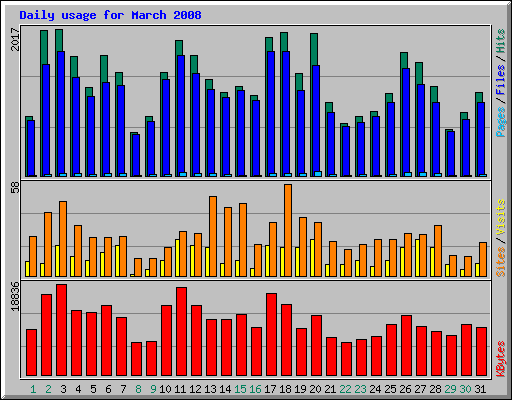 Daily usage for March 2008
2017
Pages / Files / Hits
58
Sites / Visits
18836
KBytes
1 2 3 4 5 6 7 8 9 10 11 12 13 14 15 16 17 18 19 20 21 22 23 24 25 26 27 28 29 30 31